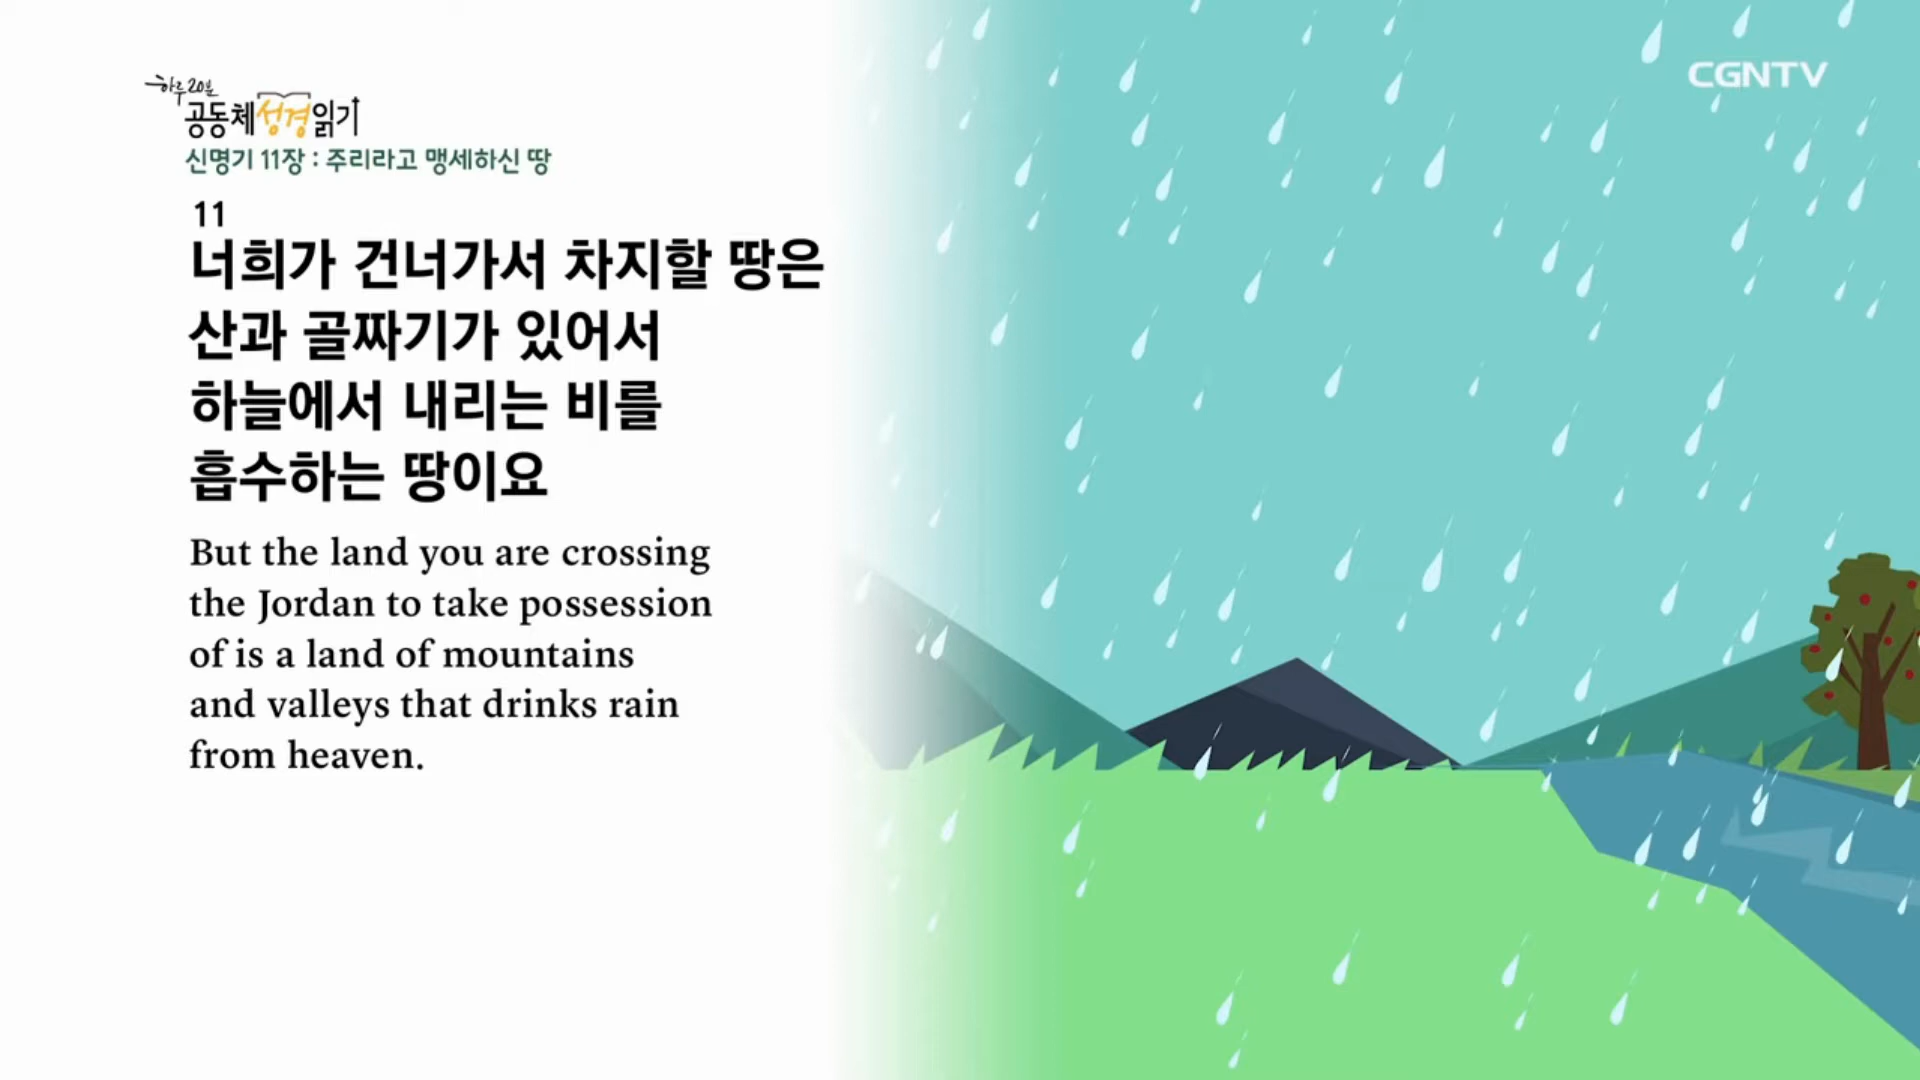 하루 20분
공동체성경읽기
CGNTV
신명기 11장 : 주리라고 맹세하신 땅
11
너희가 건너가서 차지할 땅은
산과 골짜기가 있어서
하늘에서 내리는 비를
흡수하는 땅이요
But the land you are crossing
the Jordan to take possession
of is a land of mountains
and valleys that drinks rain
from heaven.